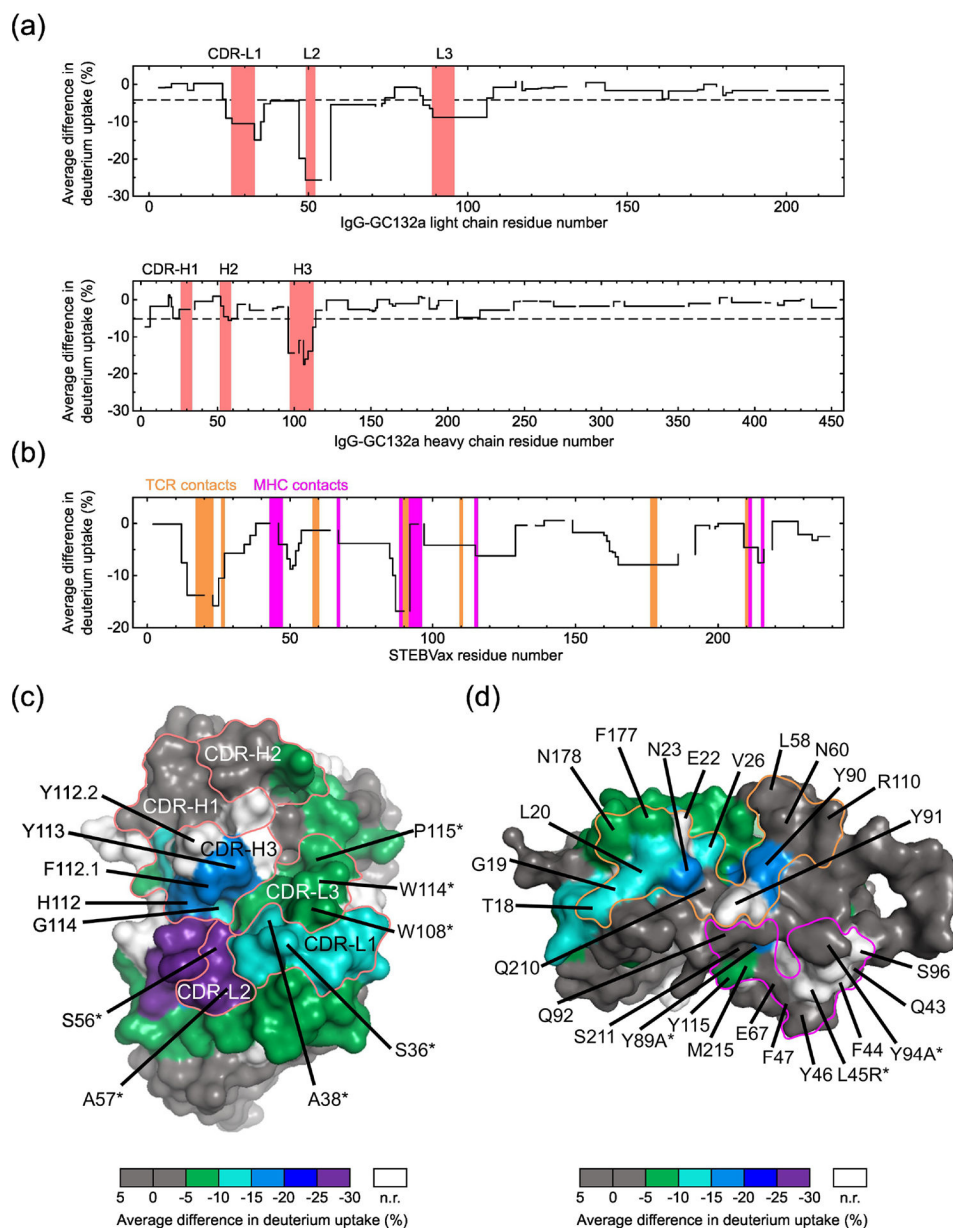 (a)
CDR-L1 L2 L3
Average difference in
deuterium uptake (%)
0
-10
-20
-30
0 50 100 150 200
IgG-GC132a light chain residue number
CDR-H1 H2 H3
Average difference in
deuterium uptake (%)
0
-10
-20
-30
0 50 100 150 200 250 300 350 400 450
IgG-GC132a heavy chain residue number
(b)
TCR contacts MHC contacts
Average difference in
deuterium uptake (%)
0
-10
-20
0 50 100 150 200
STEBVax residue number
(c)
CDR-H2
CDR-H1
Y112.2
Y113
CDR-H3
P115*
F112.1
CDR-L3
W114*
H112
G114
W108*
CDR-L1
CDR-L2
S56*
S36*
A57*
A38*
5 0 -5 -10 -15 -20 -25 -30 n.r.
Average difference in deuterium uptake (%)
(d)
F177
N178
N23
E22
V26
L58
N60
Y90
R110
L20
Y91
G19
T18
Q210
S96
Q92
Q43
S211
Y89A*
Y115
M215
E67
F47
Y46
L45R*
F44
Y94A*
5 0 -5 -10 -15 -20 -25 -30 n.r.
Average difference in deuterium uptake (%)